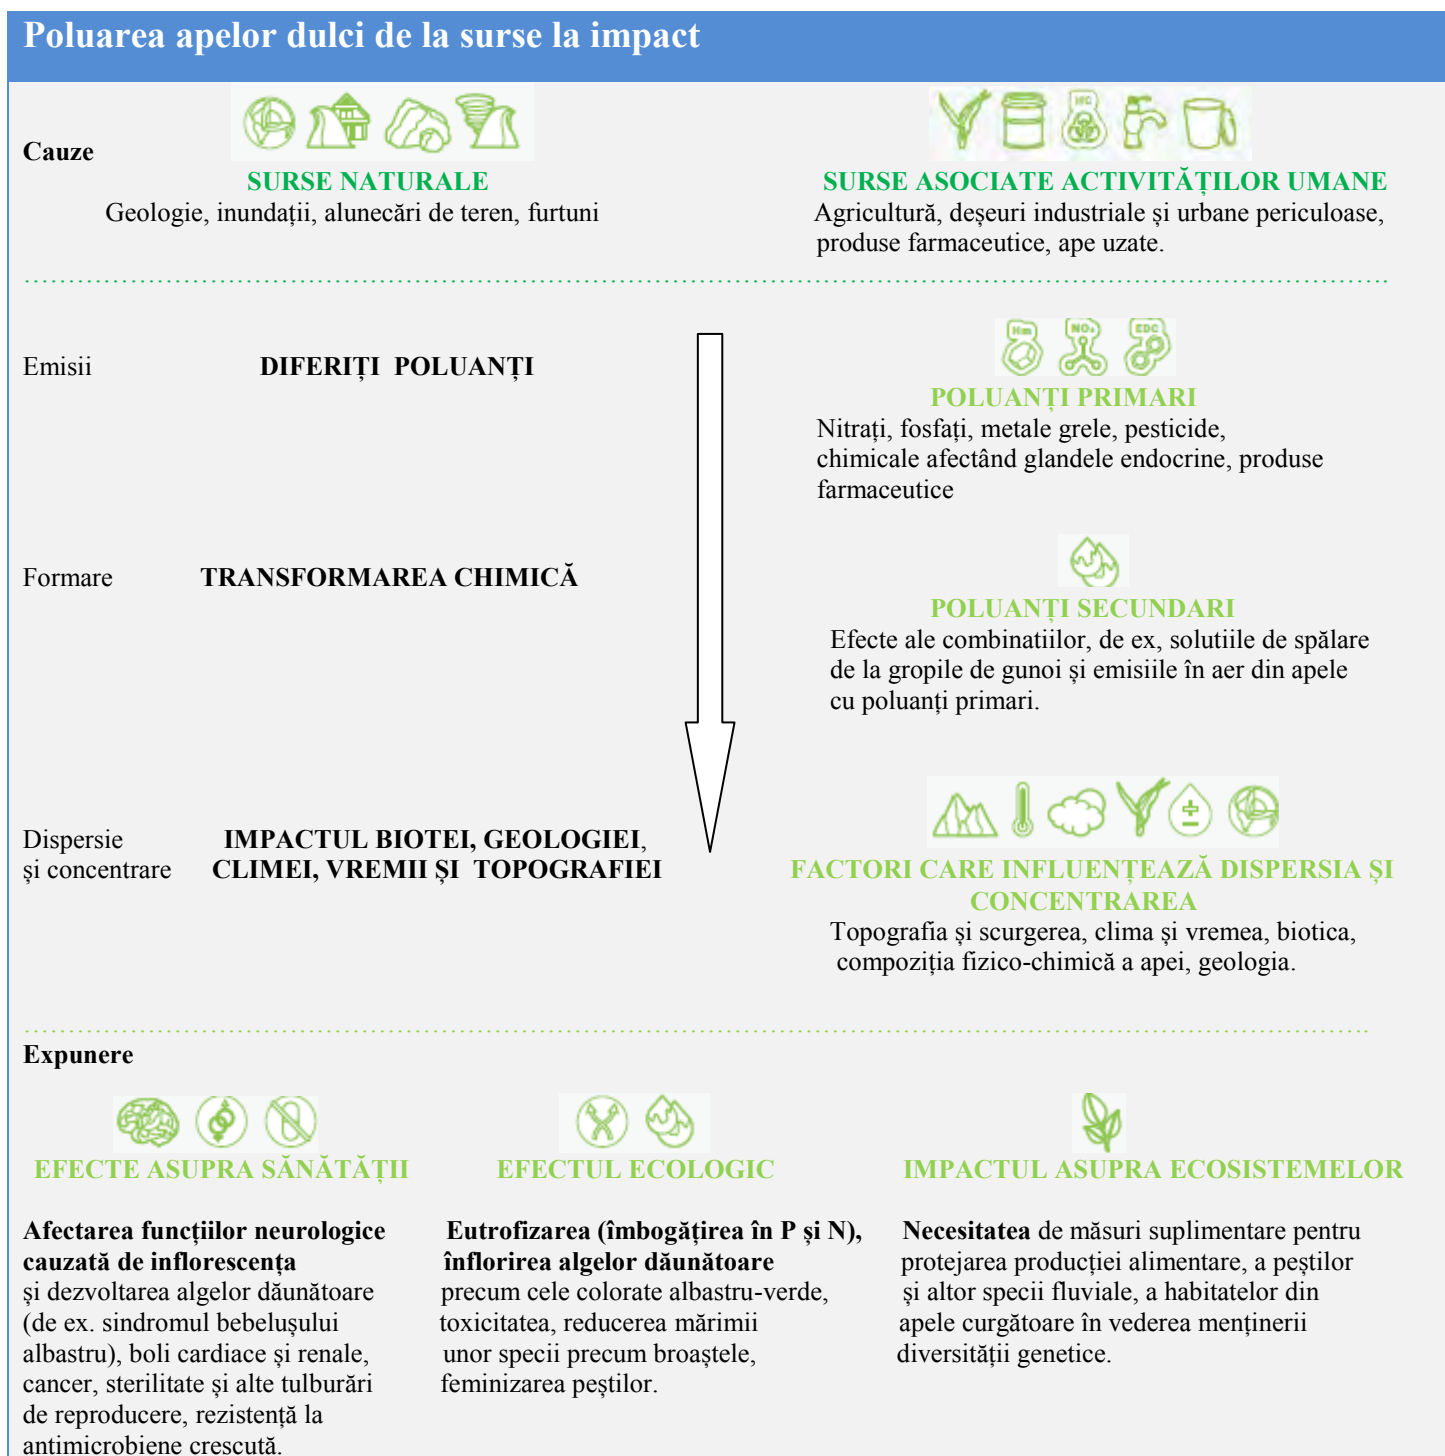 Poluarea apelor dulci de la surse la impact
Cauze
SURSE NATURALE
Geologie, inundații, alunecări de teren, furtuni
HC
SURSE ASOCIATE ACTIVITĂȚILOR UMANE
Agricultură, deșeuri industriale și urbane periculoase,
produse farmaceutice, ape uzate.
Emisii
DIFERIȚI POLUANȚI
Hm NO₃ EDC
POLUANȚI PRIMARI
Nitrați, fosfați, metale grele, pesticide,
chimicale afectând glandele endocrine, produse
farmaceutice
Formare
TRANSFORMAREA CHIMICĂ
POLUANȚI SECUNDARI
Efecte ale combinatiilor, de ex, solutiile de spălare
de la gropile de gunoi și emisiile în aer din apele
cu poluanți primari.
Dispersie
și concentrare
IMPACTUL BIOTEI, GEOLOGIEI,
CLIMEI, VREMII ȘI TOPOGRAFIEI
FACTORI CARE INFLUENȚEAZĂ DISPERSIA ȘI
CONCENTRAREA
Topografia și scurgerea, clima și vremea, biotica,
compoziția fizico-chimică a apei, geologia.
Expunere
EFECTE ASUPRA SĂNĂTĂȚII
Afectarea funcțiilor neurologice
cauzată de inflorescența
și dezvoltarea algelor dăunătoare
(de ex. sindromul bebelușului
albastru), boli cardiace și renale,
cancer, sterilitate și alte tulburări
de reproducere, rezistență la
antimicrobiene crescută.
EFECTUL ECOLOGIC
Eutrofizarea (îmbogățirea în P și N),
înflorirea algelor dăunătoare
precum cele colorate albastru-verde,
toxicitatea, reducerea mărimii
unor specii precum broaștele,
feminizarea peștilor.
IMPACTUL ASUPRA ECOSISTEMELOR
Necesitatea de măsuri suplimentare pentru
protejarea producției alimentare, a peștilor
și altor specii fluviale, a habitatelor din
apele curgătoare în vederea menținerii
diversității genetice.